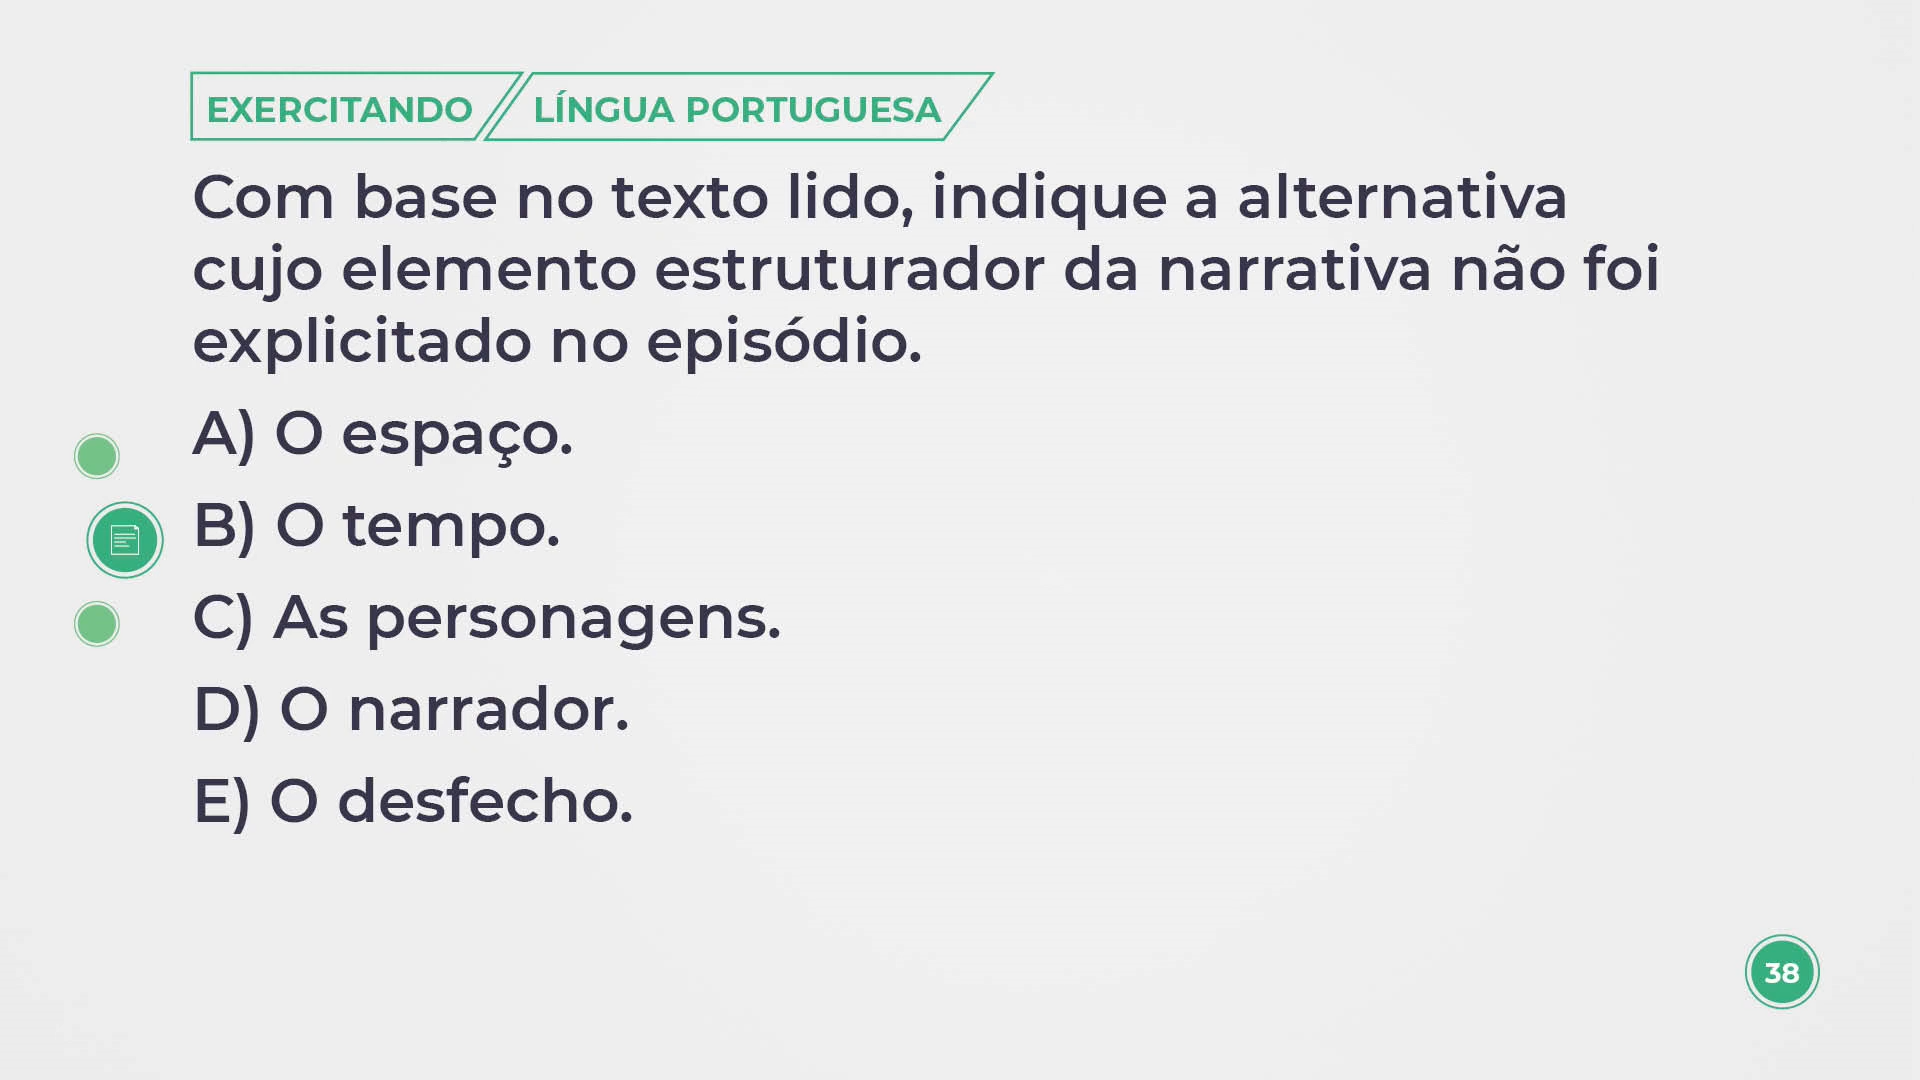 EXERCITANDO LÍNGUA PORTUGUESA
Com base no texto lido, indique a alternativa
cujo elemento estruturador da narrativa não foi
explicitado no episódio.
A) O espaço.
B) O tempo.
C) As personagens.
D) O narrador.
E) O desfecho.
38